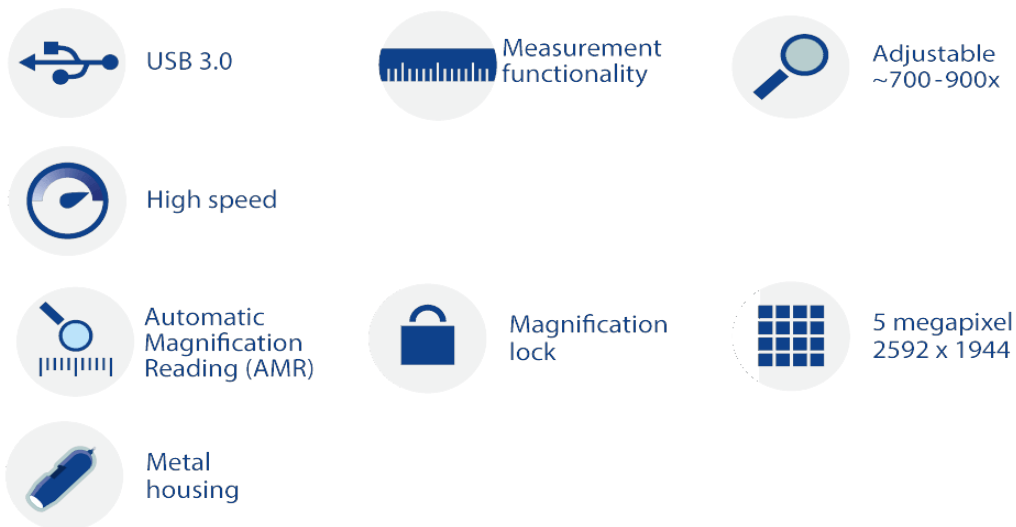 USB 3.0
Measurement
functionality
Adjustable
~700-900x
High speed
Automatic
Magnification
Reading (AMR)
Magnification
lock
5 megapixel
2592 x 1944
Metal
housing